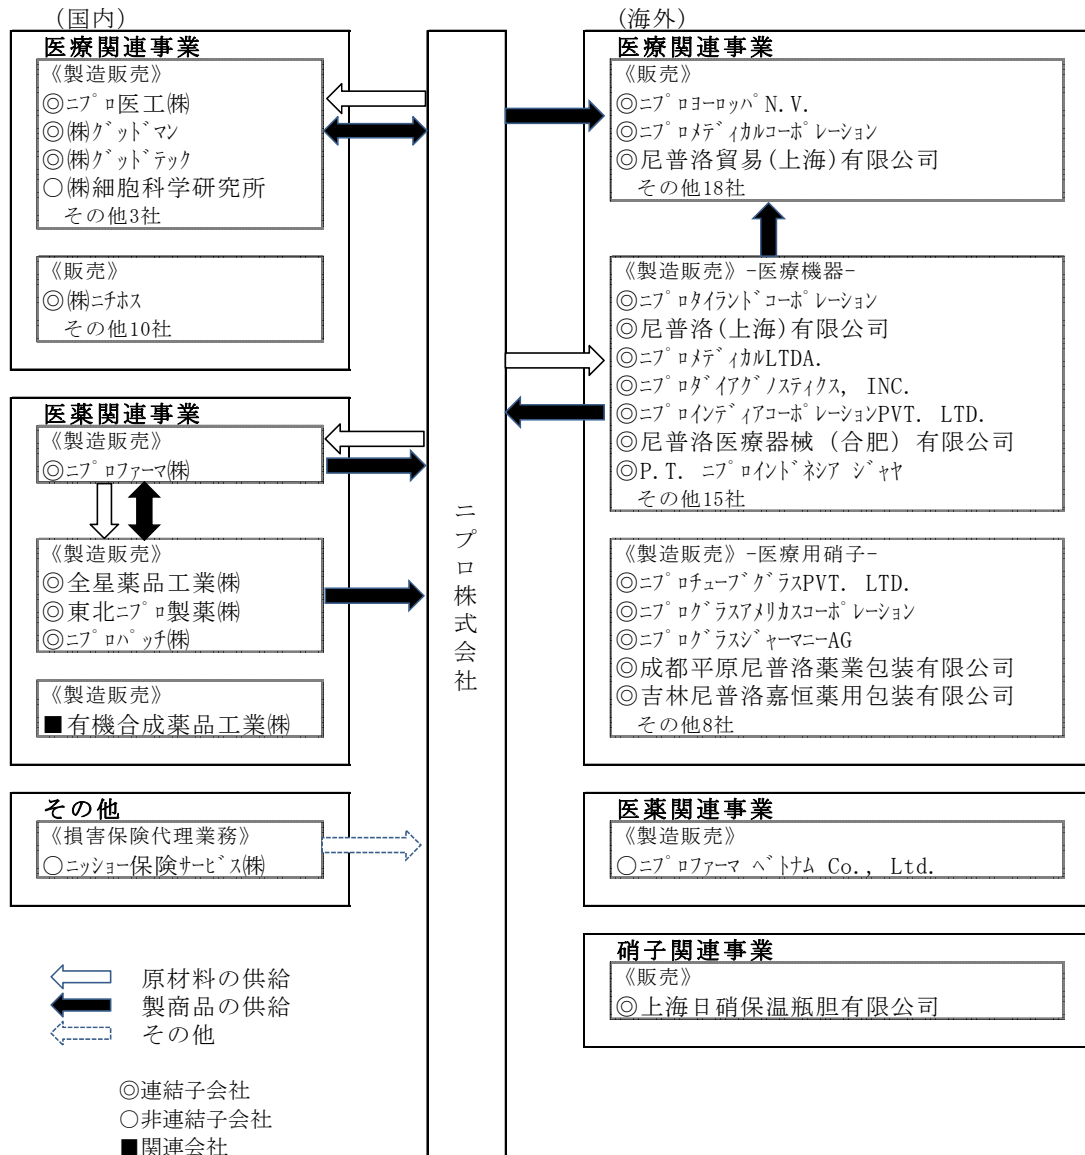 (国内)
医療関連事業
《製造販売》
◎ニプロ医工㈱
◎㈱グッドマン
◎㈱グッドテック
○㈱細胞科学研究所
その他3社
《販売》
◎㈱ニチホス
その他10社
医薬関連事業
《製造販売》
◎ニプロファーマ㈱
《製造販売》
◎全星薬品工業㈱
◎東北ニプロ製薬㈱
◎ニプロパッチ㈱
《製造販売》
■有機合成薬品工業㈱
その他
《損害保険代理業務》
○ニッショー保険サービス㈱
原材料の供給
製商品の供給
その他
◎連結子会社
○非連結子会社
■関連会社
ニプロ株式会社
(海外)
医療関連事業
《販売》
◎ニプロヨーロッパN.V.
◎ニプロメディカルコーポレーション
◎尼普洛貿易(上海)有限公司
その他18社
《製造販売》-医療機器-
◎ニプロタイランドコーポレーション
◎尼普洛(上海)有限公司
◎ニプロメディカルLTDA.
◎ニプロダイアグノスティクス, INC.
◎ニプロインディアコーポレーションPVT. LTD.
◎尼普洛医療器械（合肥）有限公司
◎P.T. ニプロインドネシア ジャヤ
その他15社
《製造販売》-医療用硝子-
◎ニプロチューブグラスPVT. LTD.
◎ニプログラスアメリカスコーポレーション
◎ニプログラスジャーマニーAG
◎成都平原尼普洛薬業包装有限公司
◎吉林尼普洛嘉恒薬用包装有限公司
その他8社
医薬関連事業
《製造販売》
○ニプロファーマ ベトナム Co., Ltd.
硝子関連事業
《販売》
◎上海日硝保温瓶胆有限公司